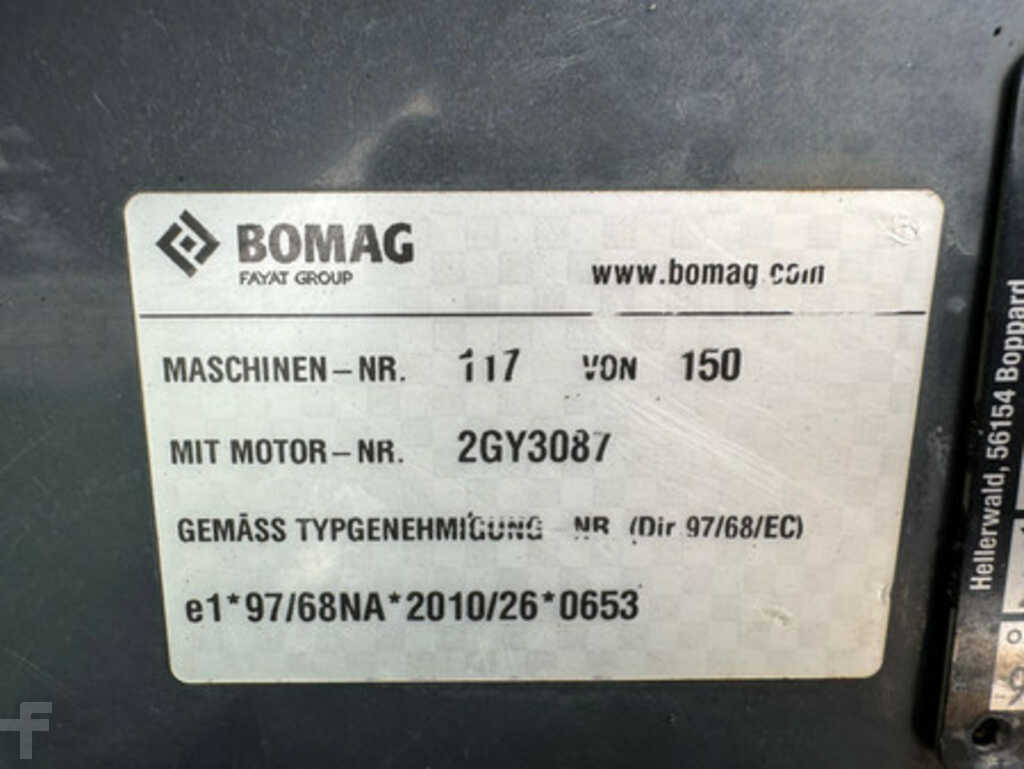 BOMAG
FAYAT GROUP
www.bomag.com
MASCHINEN-NR. 117 VON 150
MIT MOTOR-NR. 2GY3087
GEMÄSS TYPGENEHMIGUNG NR (Dir 97/68/EC)
e1*97/68NA*2010/26*0653
Hellerwald, 56154 Boppard